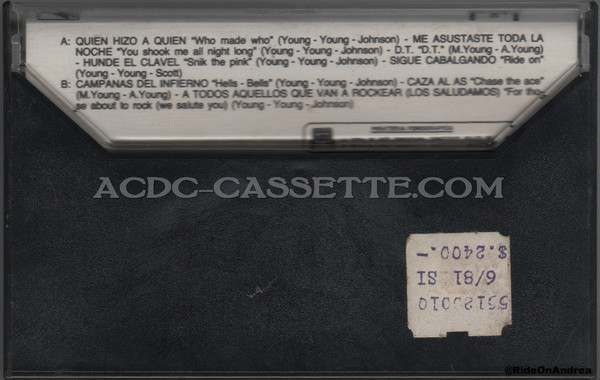 A: QUIEN HIZO A QUIEN "Who made who" (Young - Young - Johnson) - ME ASUSTASTE TODA LA
NOCHE "You shook me all night long" (Young - Young - Johnson) - D.T. "D.T." (M.Young - A.Young)
- HUNDE EL CLAVEL "Snik the pink" (Young - Young - Johnson) - SIGUE CABALGANDO "Ride on"
(Young - Young - Scott)
B: CAMPANAS DEL INFIERNO "Hells - Bells" (Young - Young - Johnson) - CAZA AL AS "Chase the ace"
(M.Young - A.Young) - A TODOS AQUELLOS QUE VAN A ROCKEAR (LOS SALUDAMOS) "For tho
se about to rock (we salute you) (Young - Young - Johnson)
ACDC-CASSETTE.COM
$.2400.-
6/81 SI
@RideOnAndrea